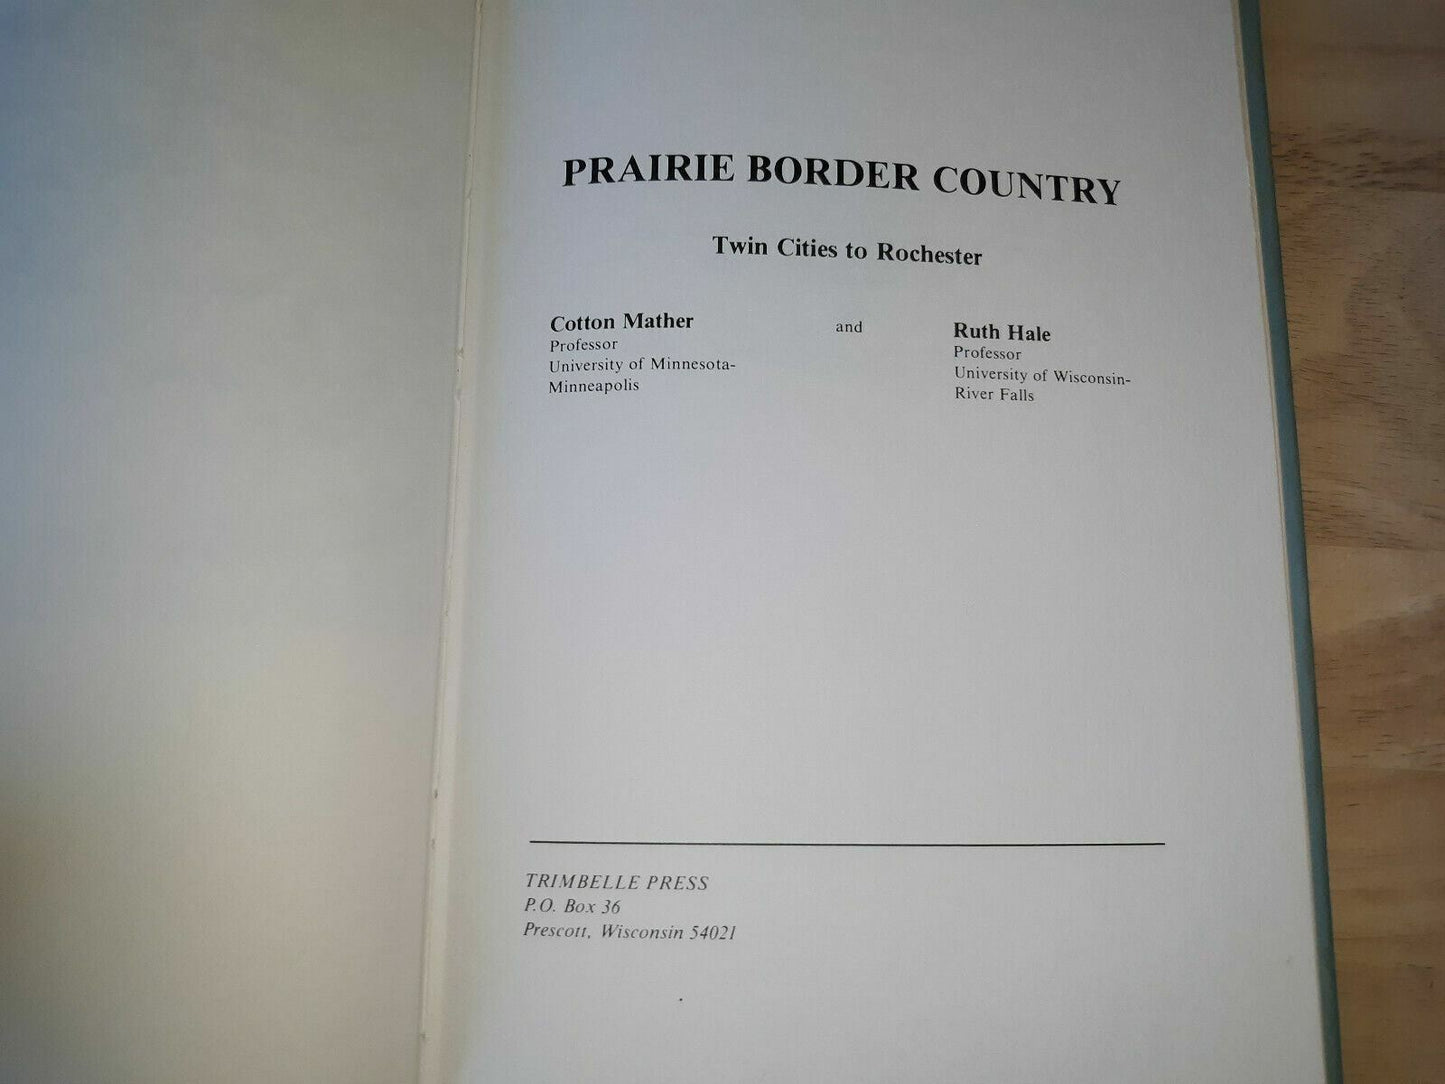 PRAIRIE BORDER COUNTRY
Twin Cities to Rochester
Cotton Mather
Professor
University of Minnesota-
Minneapolis
and
Ruth Hale
Professor
University of Wisconsin-
River Falls
TRIMBELLE PRESS
P.O. Box 36
Prescott, Wisconsin 54021